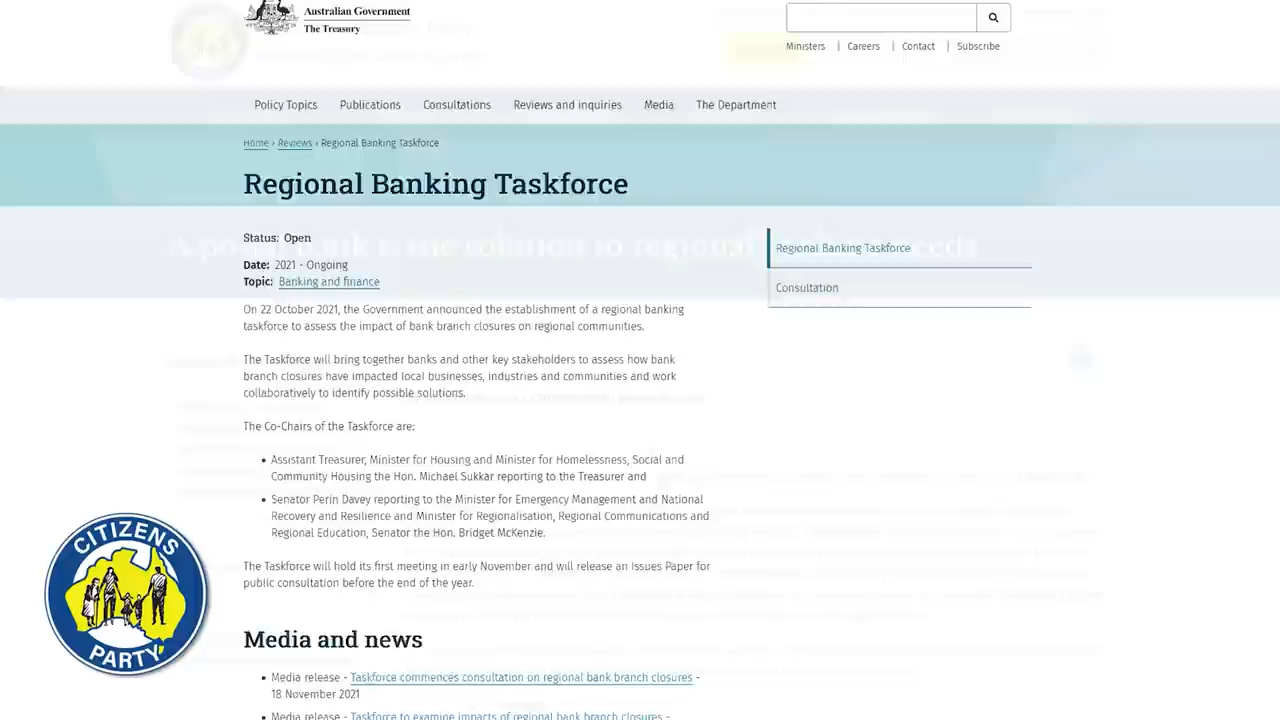 Australian Government
The Treasury
Ministers | Careers | Contact | Subscribe
Policy Topics Publications Consultations Reviews and inquiries Media The Department
Home › Reviews › Regional Banking Taskforce
Regional Banking Taskforce
Status: Open
Date: 2021 - Ongoing
Topic: Banking and finance
On 22 October 2021, the Government announced the establishment of a regional banking
taskforce to assess the impact of bank branch closures on regional communities.
The Taskforce will bring together banks and other key stakeholders to assess how bank
branch closures have impacted local businesses, industries and communities and work
collaboratively to identify possible solutions.
The Co-Chairs of the Taskforce are:
• Assistant Treasurer, Minister for Housing and Minister for Homelessness, Social and
Community Housing the Hon. Michael Sukkar reporting to the Treasurer and
• Senator Perin Davey reporting to the Minister for Emergency Management and National
Recovery and Resilience and Minister for Regionalisation, Regional Communications and
Regional Education, Senator the Hon. Bridget McKenzie.
The Taskforce will hold its first meeting in early November and will release an Issues Paper for
public consultation before the end of the year.
Media and news
• Media release - Taskforce commences consultation on regional bank branch closures -
18 November 2021
• Media release - Taskforce to examine impacts of regional bank branch closures -
Regional Banking Taskforce
Consultation
CITIZENS
PARTY